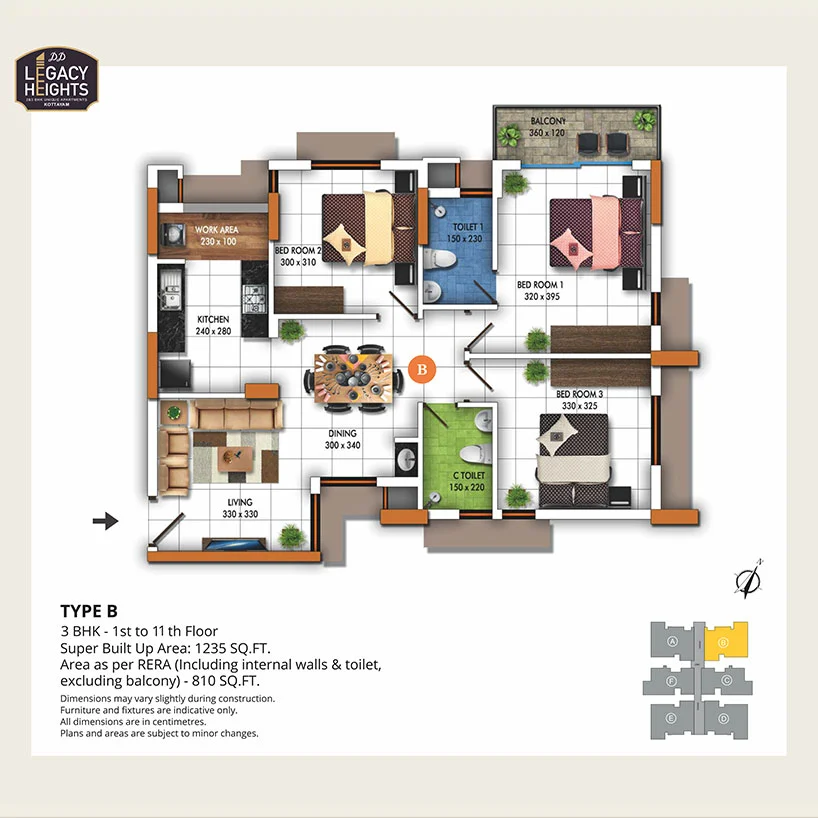 DD
LEGACY
HEIGHTS
2&3 BHK UNIQUE APARTMENTS
KOTTAYAM
BALCONY
360 x 120
WORK AREA
230 x 100
BED ROOM 2
300 x 310
TOILET 1
150 x 230
BED ROOM 1
320 x 395
KITCHEN
240 x 280
B
BED ROOM 3
330 x 325
DINING
300 x 340
C TOILET
150 x 220
LIVING
330 x 330
N
TYPE B
3 BHK - 1st to 11 th Floor
Super Built Up Area: 1235 SQ.FT.
Area as per RERA (Including internal walls & toilet,
excluding balcony) - 810 SQ.FT.
Dimensions may vary slightly during construction.
Furniture and fixtures are indicative only.
All dimensions are in centimetres.
Plans and areas are subject to minor changes.
A
B
F
C
E
D